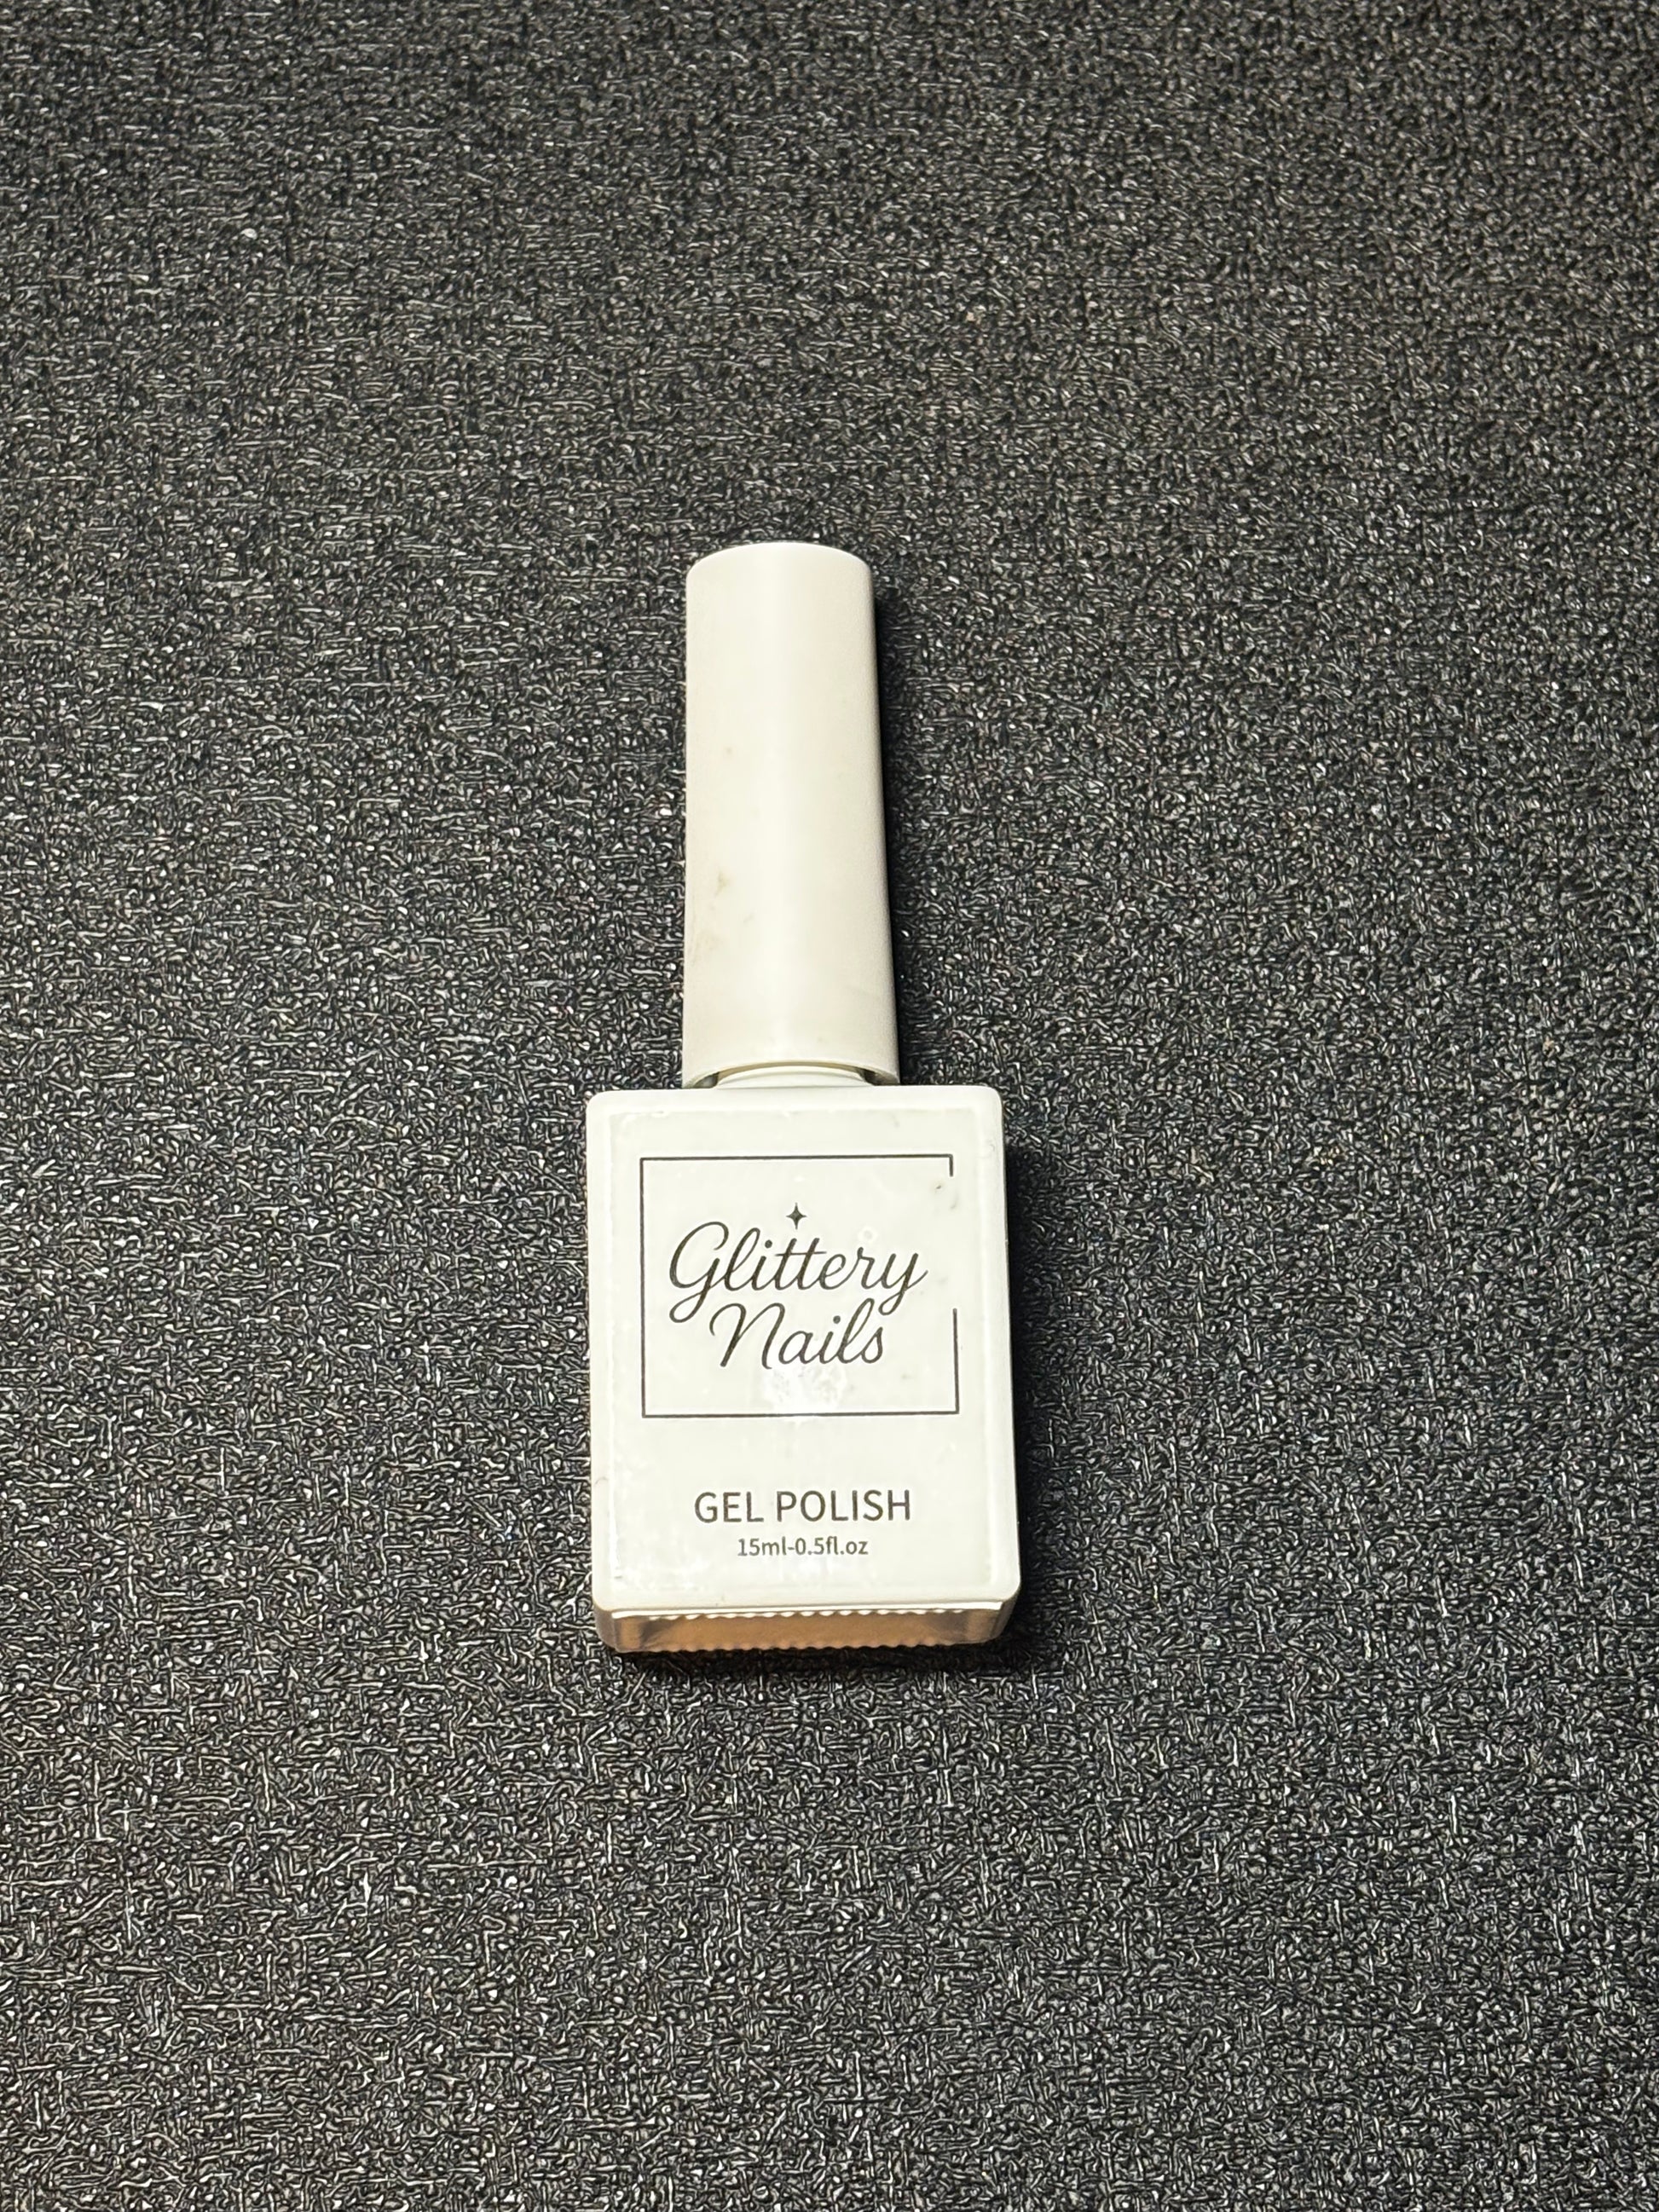 Glittery
Nails
GEL POLISH
15ml-0.5fl.oz